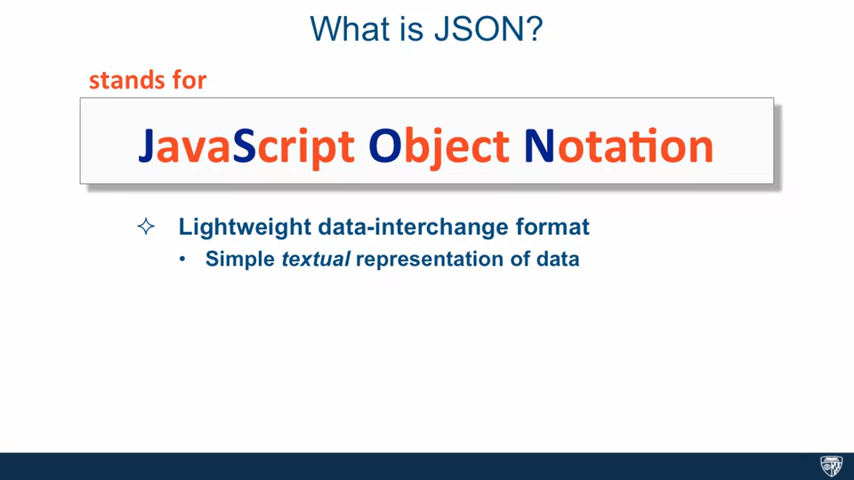 What is JSON?
stands for
JavaScript Object Notation
✧ Lightweight data-interchange format
• Simple textual representation of data